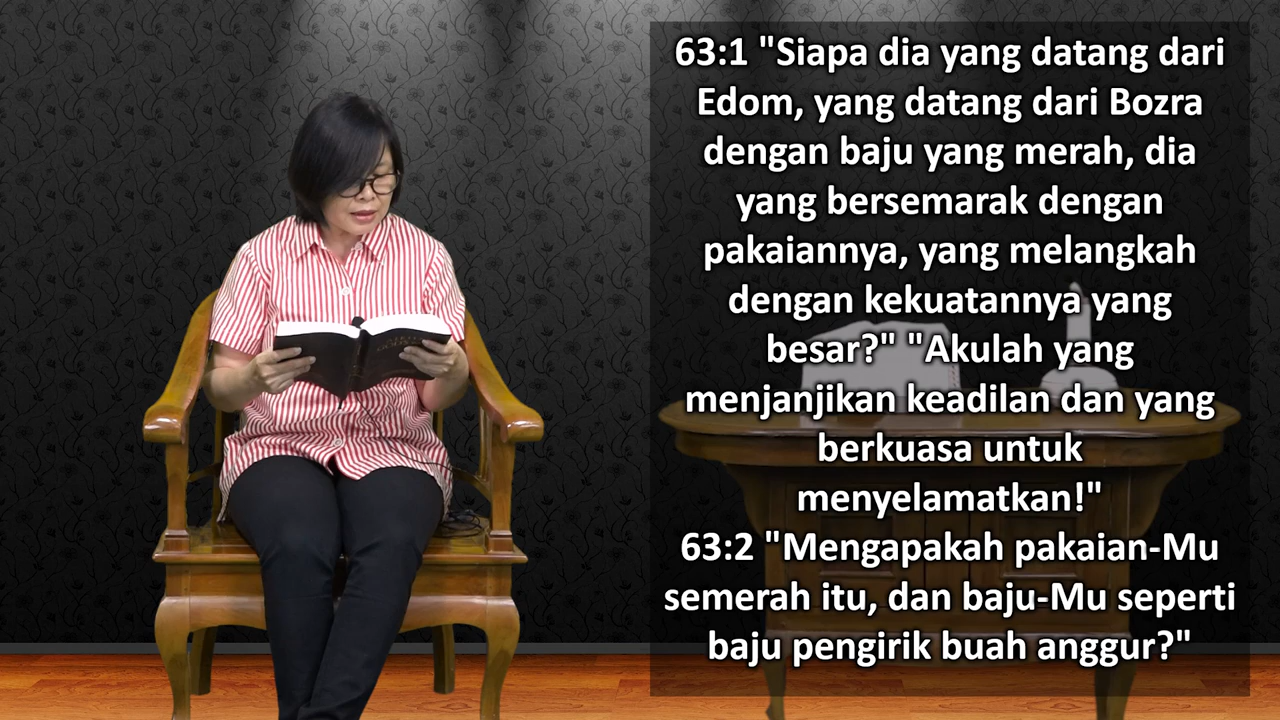 63:1 "Siapa dia yang datang dari
Edom, yang datang dari Bozra
dengan baju yang merah, dia
yang bersemarak dengan
pakaiannya, yang melangkah
dengan kekuatannya yang
besar?" "Akulah yang
menjanjikan keadilan dan yang
berkuasa untuk
menyelamatkan!"
63:2 "Mengapakah pakaian-Mu
semerah itu, dan baju-Mu seperti
baju pengirik buah anggur?"